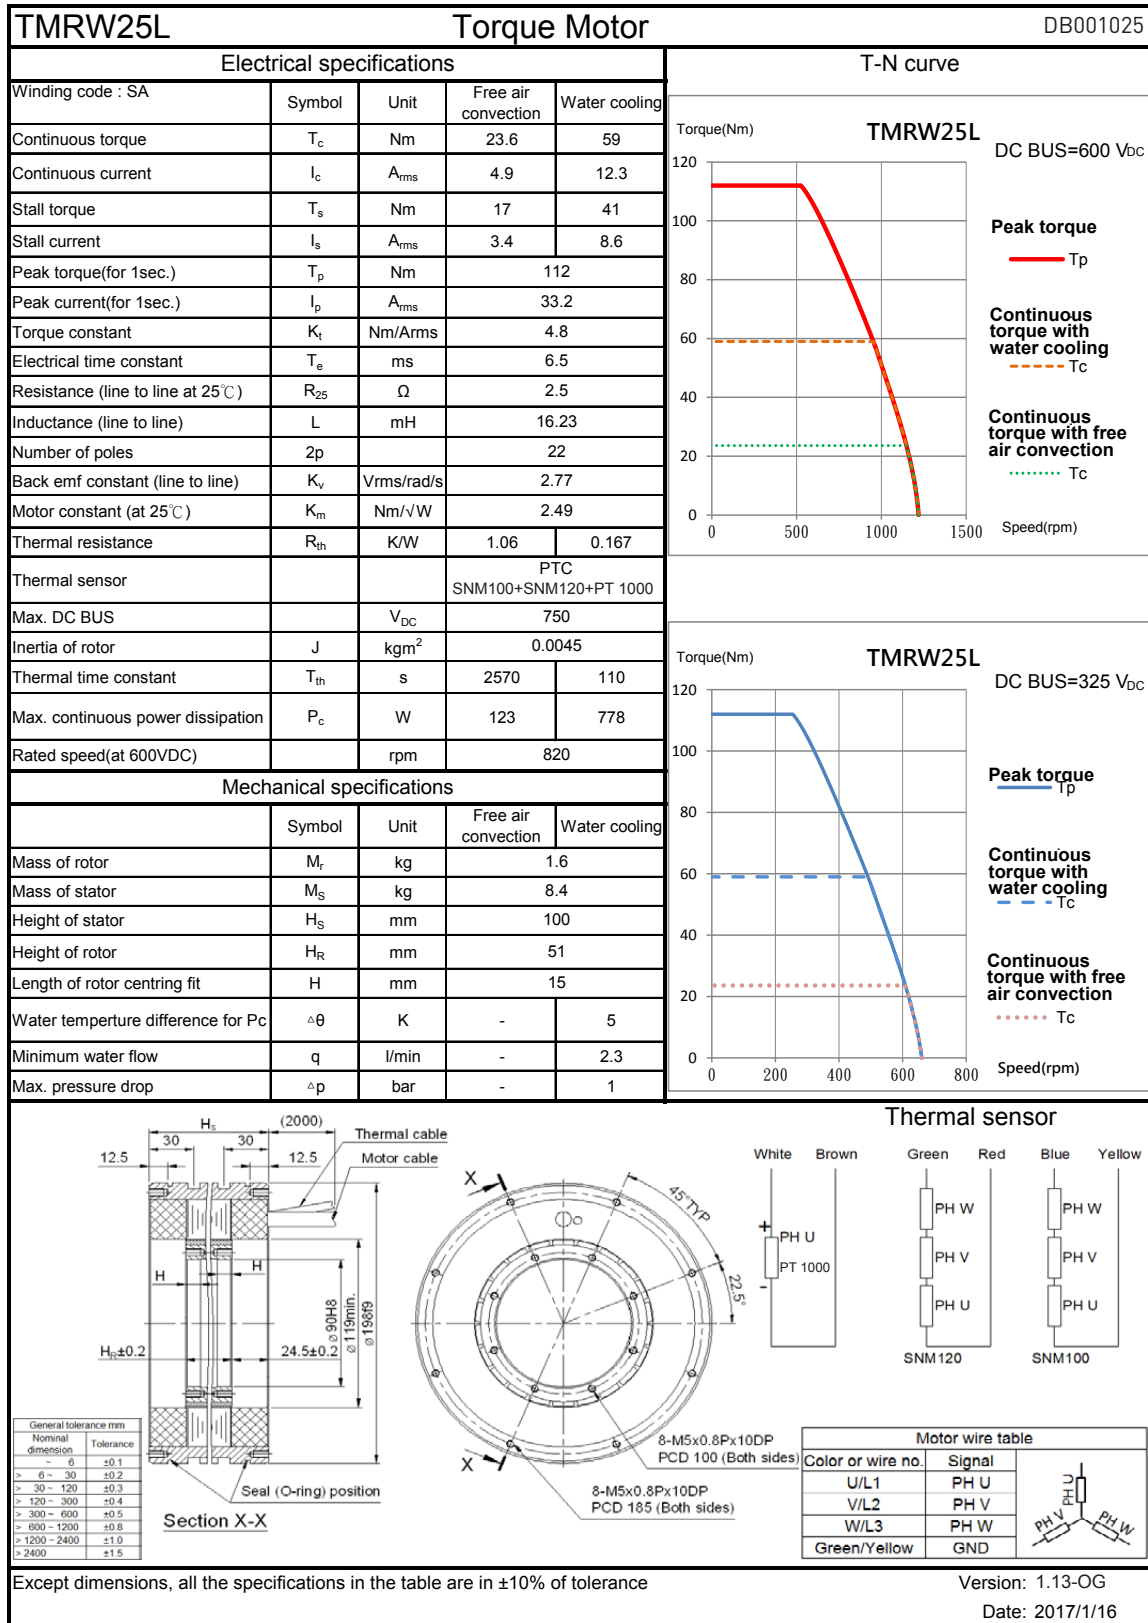 TMRW25L Torque Motor DB001025
Electrical specifications
Winding code : SA Symbol Unit Free air convection Water cooling
Continuous torque Tc Nm 23.6 59
Continuous current Ic Arms 4.9 12.3
Stall torque Ts Nm 17 41
Stall current Is Arms 3.4 8.6
Peak torque(for 1sec.) Tp Nm 112
Peak current(for 1sec.) Ip Arms 33.2
Torque constant Kt Nm/Arms 4.8
Electrical time constant Te ms 6.5
Resistance (line to line at 25℃) R25 Ω 2.5
Inductance (line to line) L mH 16.23
Number of poles 2p 22
Back emf constant (line to line) Kv Vrms/rad/s 2.77
Motor constant (at 25℃) Km Nm/√W 2.49
Thermal resistance Rth K/W 1.06 0.167
Thermal sensor PTC SNM100+SNM120+PT 1000
Max. DC BUS VDC 750
Inertia of rotor J kgm² 0.0045
Thermal time constant Tth s 2570 110
Max. continuous power dissipation Pc W 123 778
Rated speed(at 600VDC) rpm 820
Mechanical specifications
Symbol Unit Free air convection Water cooling
Mass of rotor Mr kg 1.6
Mass of stator MS kg 8.4
Height of stator HS mm 100
Height of rotor HR mm 51
Length of rotor centring fit H mm 15
Water temperture difference for Pc △θ K - 5
Minimum water flow q l/min - 2.3
Max. pressure drop △p bar - 1
T-N curve
Torque(Nm) TMRW25L
DC BUS=600 VDC
120
100
80
60
40
20
0
0 500 1000 1500 Speed(rpm)
Peak torque
Tp
Continuous
torque with
water cooling
Tc
Continuous
torque with free
air convection
Tc
Torque(Nm) TMRW25L
DC BUS=325 VDC
120
100
80
60
40
20
0
0 200 400 600 800 Speed(rpm)
Peak torque
Tp
Continuous
torque with
water cooling
Tc
Continuous
torque with free
air convection
Tc
Hs (2000)
30 30
12.5 12.5
Thermal cable
Motor cable
H H
HR±0.2 24.5±0.2
⌀90H8
⌀119min.
⌀198f9
Seal (O-ring) position
Section X-X
X
X
45°TYP
22.5°
8-M5x0.8Px10DP
PCD 100 (Both sides)
8-M5x0.8Px10DP
PCD 185 (Both sides)
General tolerance mm
Nominal dimension Tolerance
~ 6 ±0.1
> 6 ~ 30 ±0.2
> 30 ~ 120 ±0.3
> 120 ~ 300 ±0.4
> 300 ~ 600 ±0.5
> 600 ~ 1200 ±0.8
> 1200 ~ 2400 ±1.0
> 2400 ±1.5
Thermal sensor
White Brown Green Red Blue Yellow
+
PH U
PT 1000
-
PH W
PH V
PH U
SNM120
PH W
PH V
PH U
SNM100
Motor wire table
Color or wire no. Signal
U/L1 PH U
V/L2 PH V
W/L3 PH W
Green/Yellow GND
PH U
PH V
PH W
Except dimensions, all the specifications in the table are in ±10% of tolerance
Version: 1.13-OG
Date: 2017/1/16